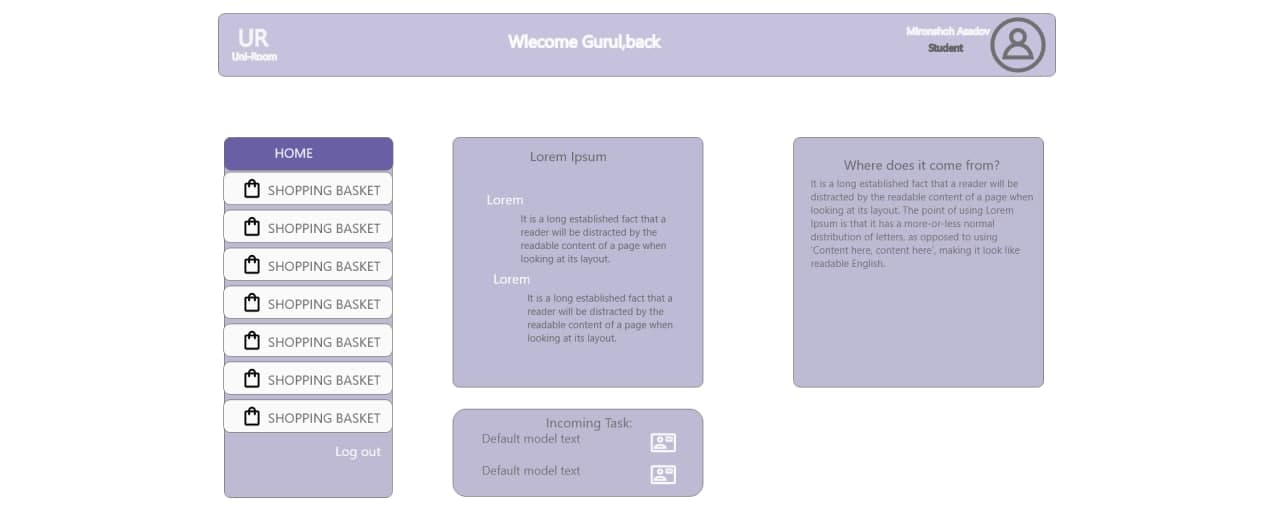 UR
Uni-Room
Wlecome Gurul,back
Mironshoh Asadov
Student
HOME
SHOPPING BASKET
SHOPPING BASKET
SHOPPING BASKET
SHOPPING BASKET
SHOPPING BASKET
SHOPPING BASKET
SHOPPING BASKET
Log out
Lorem Ipsum
Lorem
It is a long established fact that a
reader will be distracted by the
readable content of a page when
looking at its layout.
Lorem
It is a long established fact that a
reader will be distracted by the
readable content of a page when
looking at its layout.
Incoming Task:
Default model text
Default model text
Where does it come from?
It is a long established fact that a reader will be
distracted by the readable content of a page when
looking at its layout. The point of using Lorem
Ipsum is that it has a more-or-less normal
distribution of letters, as opposed to using
'Content here, content here', making it look like
readable English.